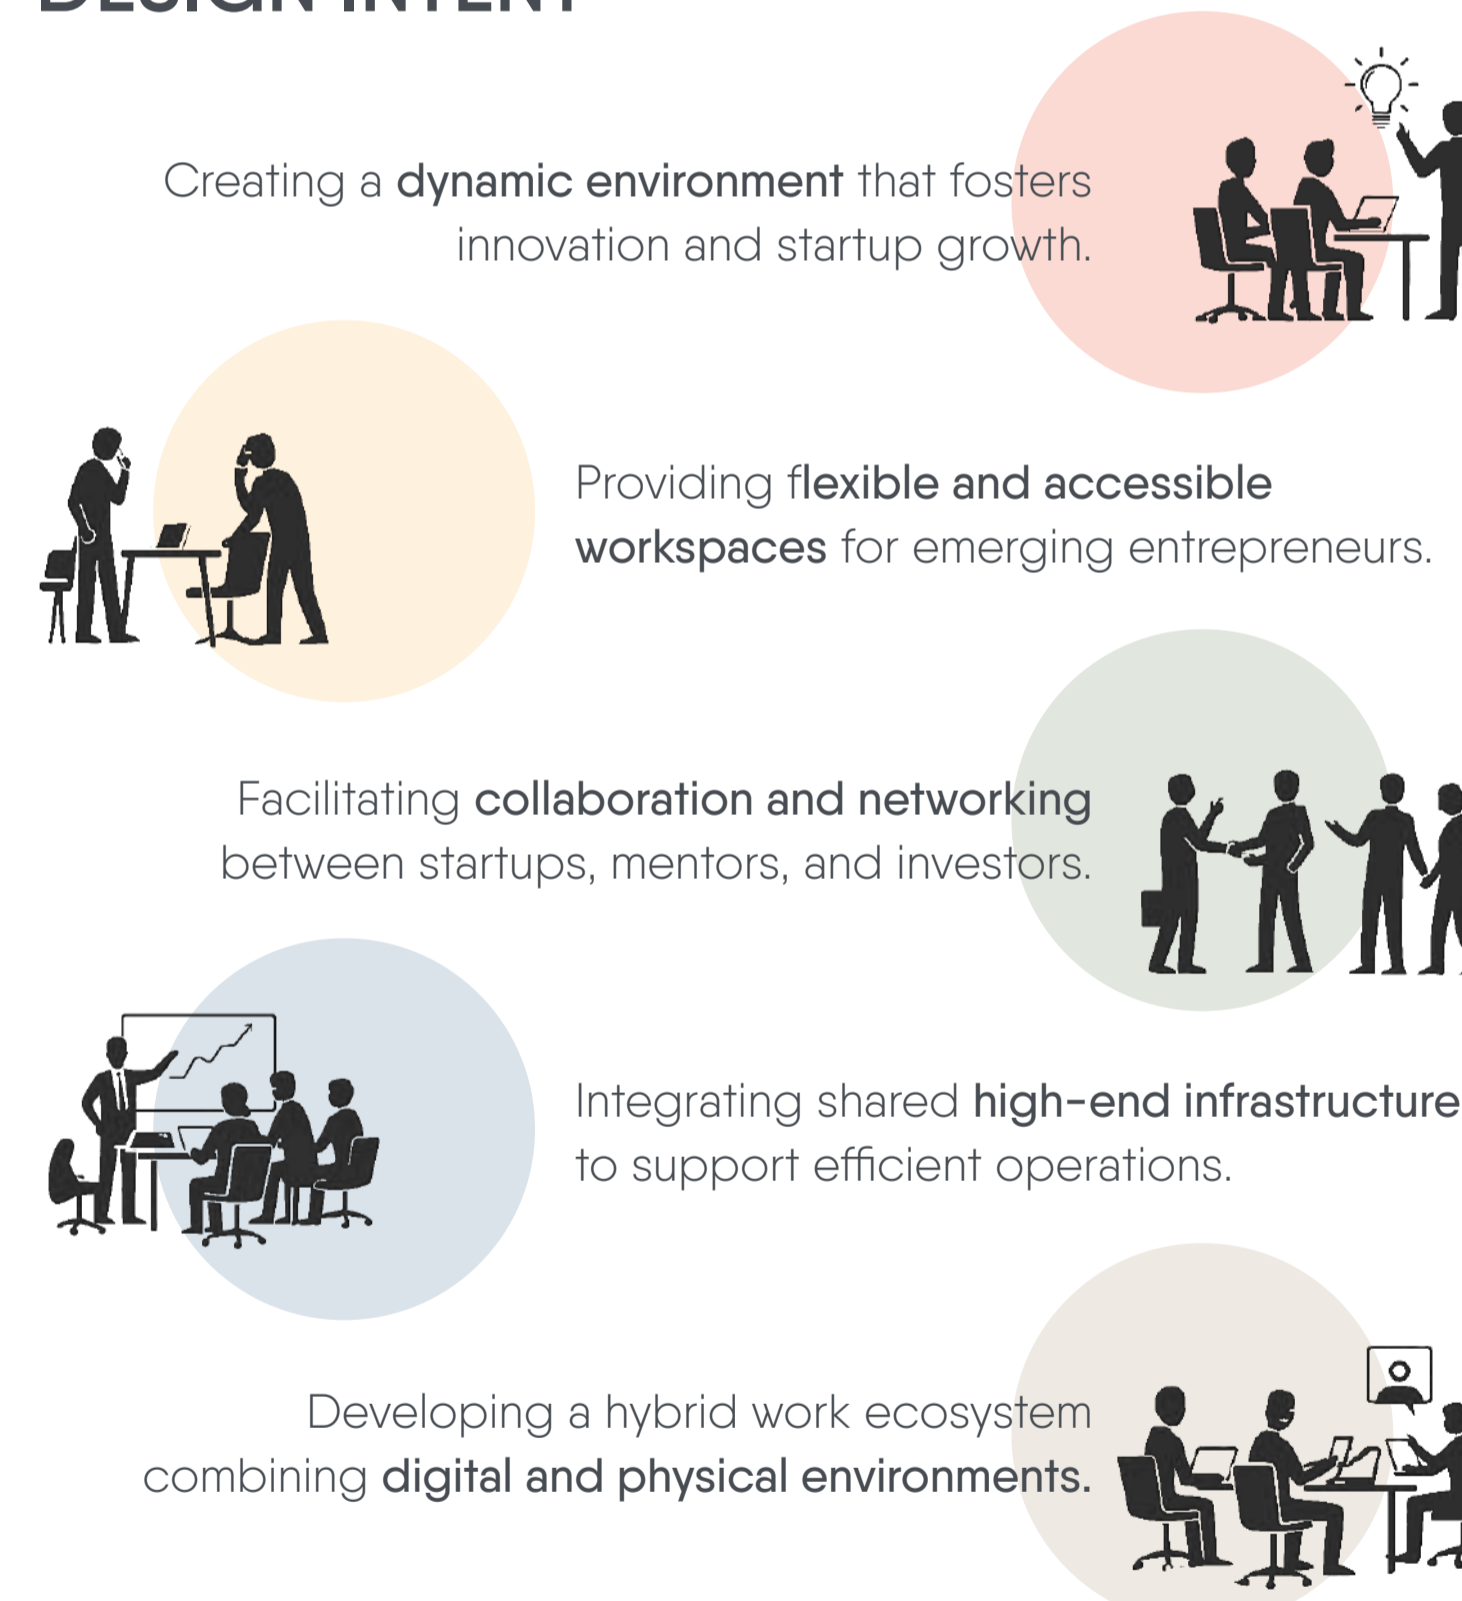 DESIGN INTENT
Creating a dynamic environment that fosters
innovation and startup growth.
Providing flexible and accessible
workspaces for emerging entrepreneurs.
Facilitating collaboration and networking
between startups, mentors, and investors.
Integrating shared high-end infrastructure
to support efficient operations.
Developing a hybrid work ecosystem
combining digital and physical environments.